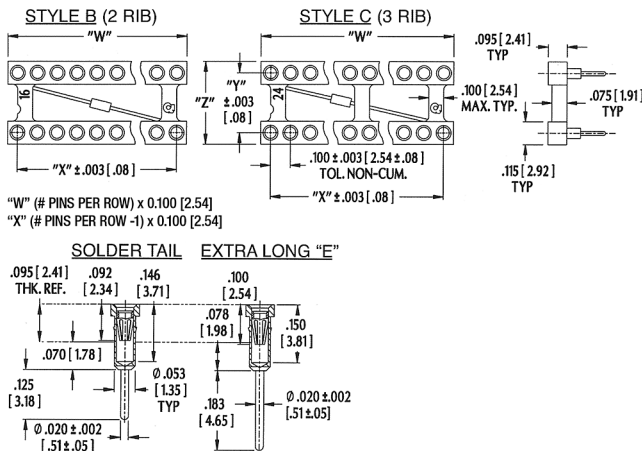 STYLE B (2 RIB)
STYLE C (3 RIB)
"W"
"W"
.095 [2.41]
TYP
"Y"
±.003
[.08]
"Z"
16
24
.100 [2.54]
MAX. TYP.
.075 [1.91]
TYP
.115 [2.92]
TYP
"X" ±.003 [.08]
.100 ±.003 [2.54 ±.08]
TOL. NON-CUM.
"X" ±.003 [.08]
"W" (# PINS PER ROW) x 0.100 [2.54]
"X" (# PINS PER ROW -1) x 0.100 [2.54]
SOLDER TAIL
EXTRA LONG "E"
.095 [2.41]
THK. REF.
.092
[2.34]
.146
[3.71]
.100
[2.54]
.078
[1.98]
.150
[3.81]
.070 [1.78]
.125
[3.18]
Ø .053
[1.35]
TYP
.183
[4.65]
Ø .020 ±.002
[.51±.05]
Ø .020 ±.002
[.51±.05]